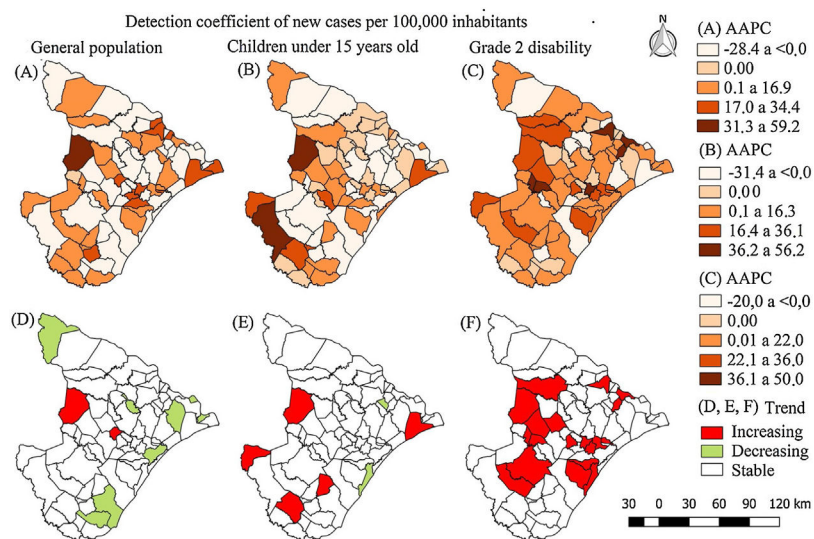 Detection coefficient of new cases per 100,000 inhabitants
General population
Children under 15 years old
Grade 2 disability
N
(A)
(B)
(C)
(A) AAPC
-28.4 a <0.0
0.00
0.1 a 16.9
17.0 a 34.4
31.3 a 59.2
(B) AAPC
-31.4 a <0.0
0.00
0.1 a 16.3
16.4 a 36.1
36.2 a 56.2
(C) AAPC
-20,0 a <0,0
0.00
0.01 a 22.0
22.1 a 36.0
36.1 a 50.0
(D)
(E)
(F)
(D, E, F) Trend
Increasing
Decreasing
Stable
30 0 30 60 90 120 km